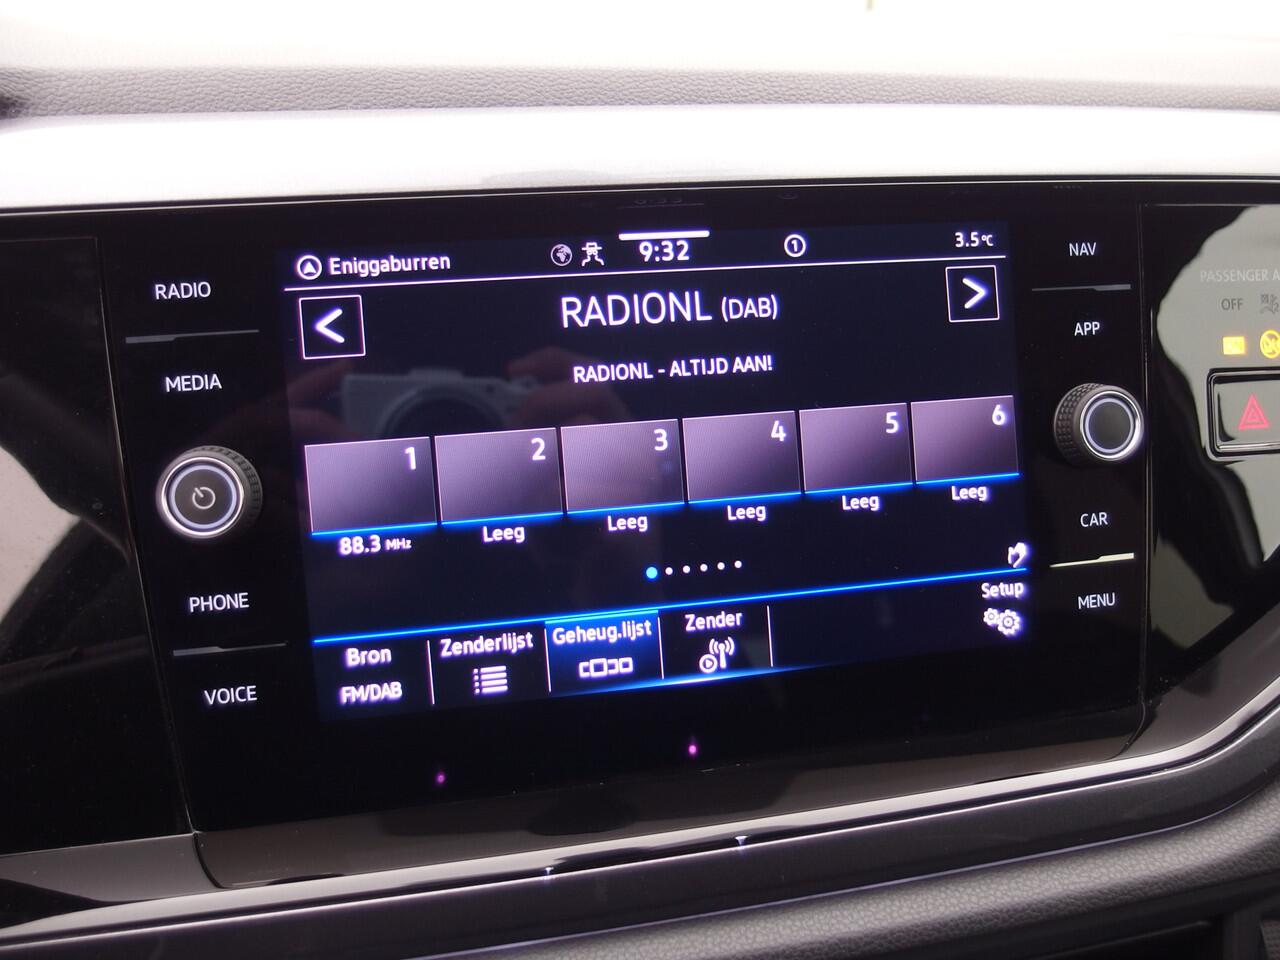 Eniggaburren 9:32 1 3.5°C
RADIONL (DAB)
RADIONL - ALTIJD AAN!
1 2 3 4 5 6
88.3 MHz Leeg Leeg Leeg Leeg Leeg
Bron
FM/DAB
Zenderlijst
Geheug.lijst
Zender
Setup
RADIO
MEDIA
PHONE
VOICE
NAV
APP
CAR
MENU
PASSENGER
OFF